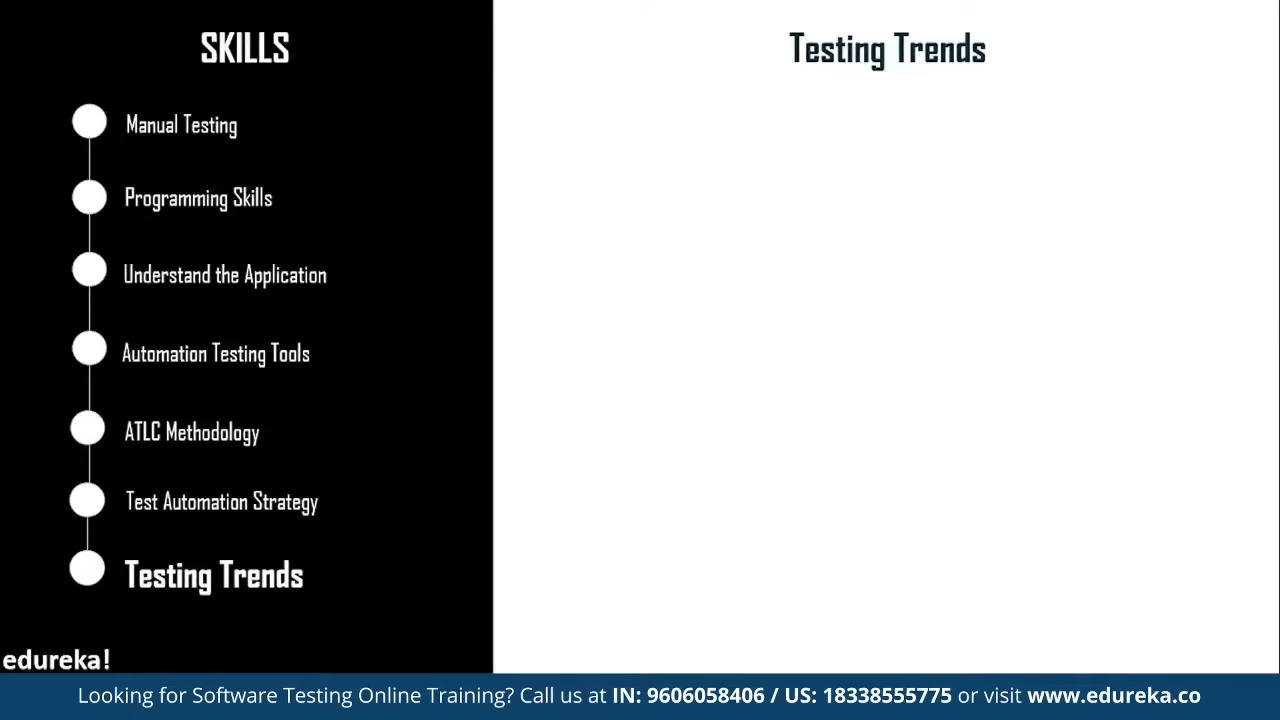 SKILLS
Manual Testing
Programming Skills
Understand the Application
Automation Testing Tools
ATLC Methodology
Test Automation Strategy
Testing Trends
Testing Trends
edureka!
Looking for Software Testing Online Training? Call us at IN: 9606058406 / US: 18338555775 or visit www.edureka.co